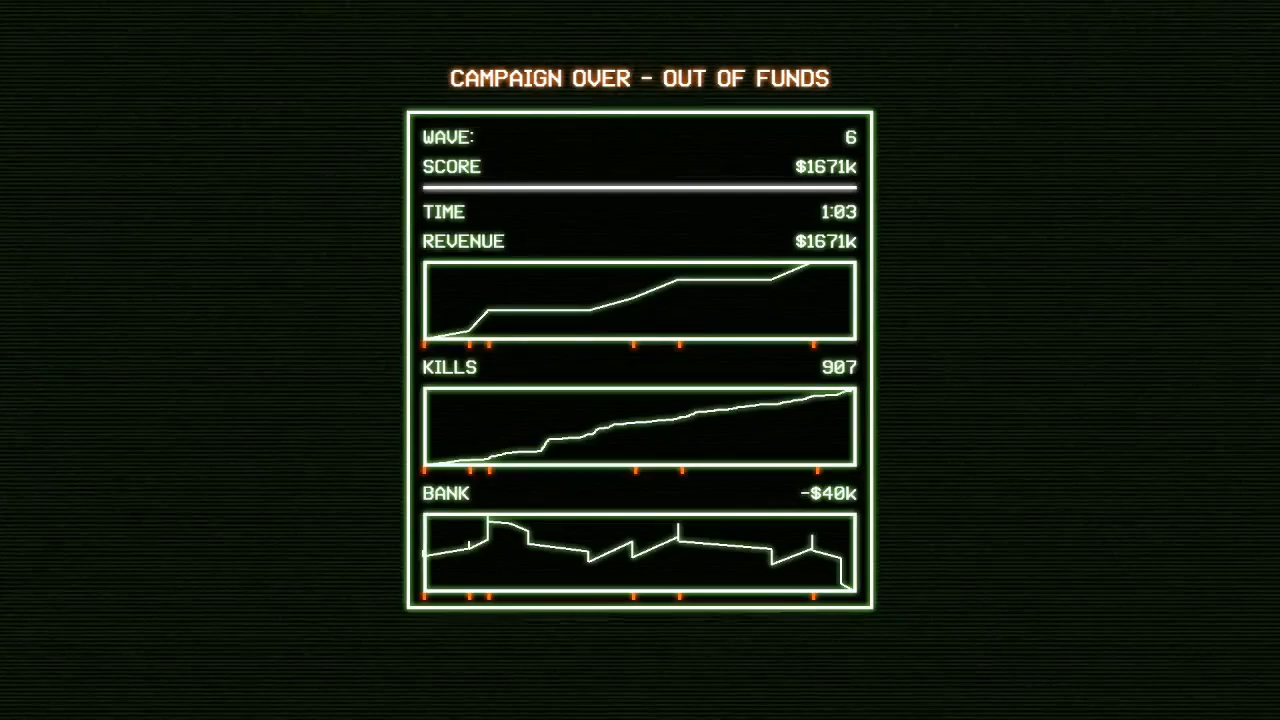 CAMPAIGN OVER - OUT OF FUNDS
WAVE: 6
SCORE $1671k
TIME 1:03
REVENUE $1671k
KILLS 907
BANK -$40k